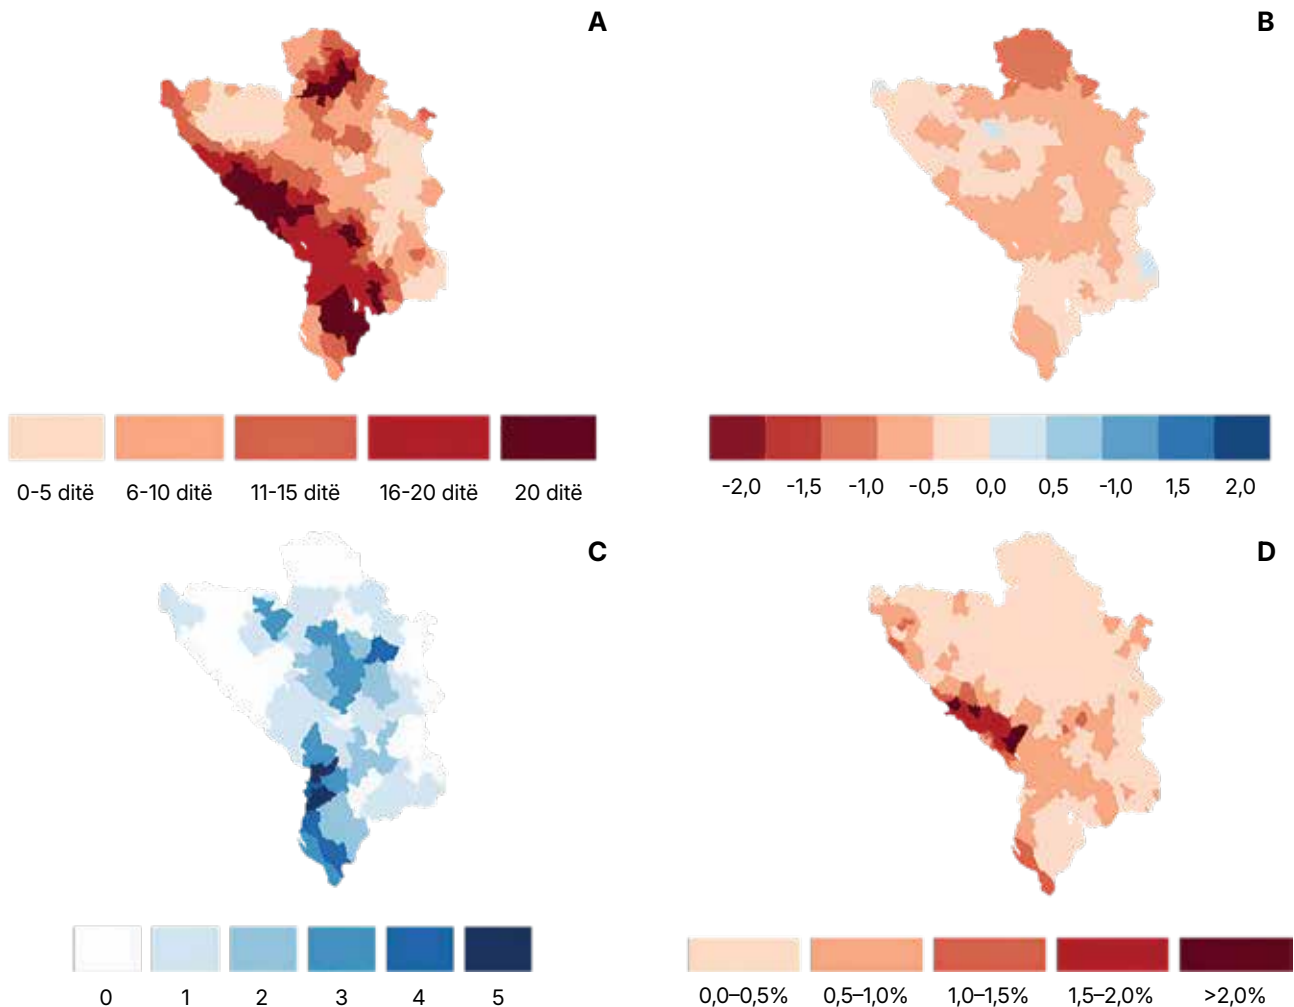 A
B
0-5 ditë 6-10 ditë 11-15 ditë 16-20 ditë 20 ditë
-2,0 -1,5 -1,0 -0,5 0,0 0,5 -1,0 1,5 2,0
C
D
0 1 2 3 4 5
0,0–0,5% 0,5–1,0% 1,0–1,5% 1,5–2,0% >2,0%